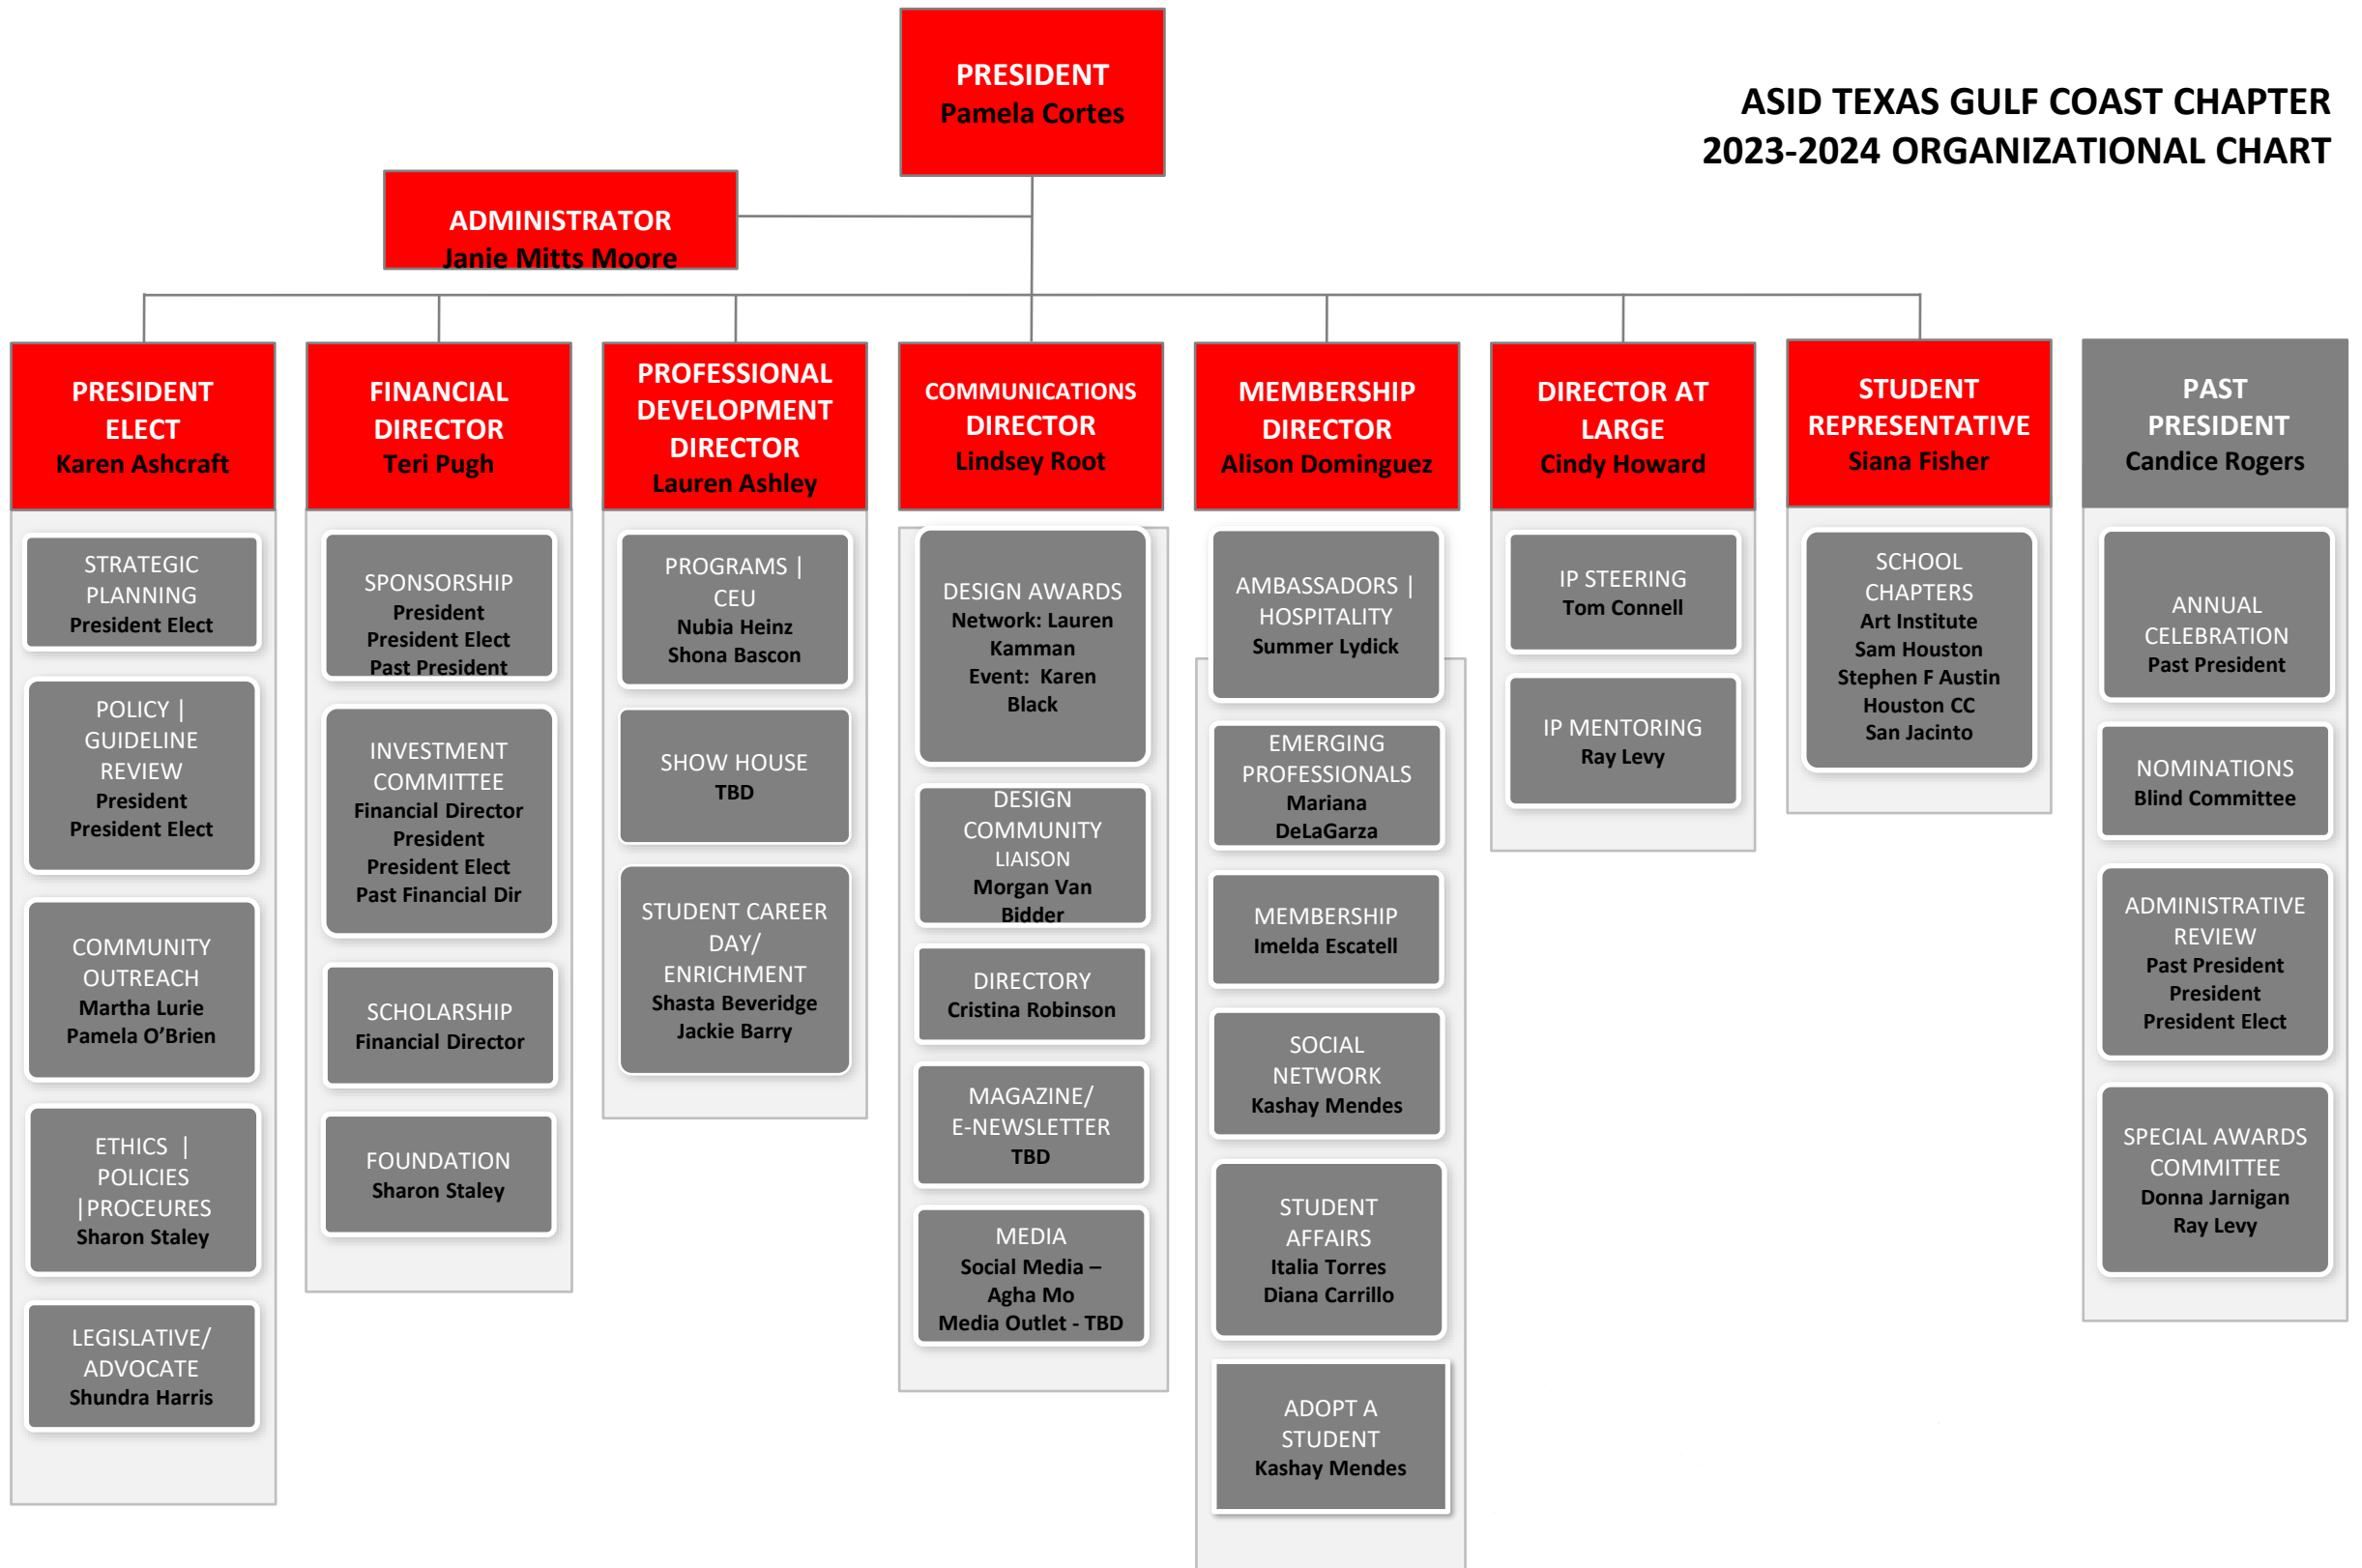 PRESIDENT
Pamela Cortes
ASID TEXAS GULF COAST CHAPTER
2023-2024 ORGANIZATIONAL CHART
ADMINISTRATOR
Janie Mitts Moore
PRESIDENT
ELECT
Karen Ashcraft
STRATEGIC
PLANNING
President Elect
POLICY |
GUIDELINE
REVIEW
President
President Elect
COMMUNITY
OUTREACH
Martha Lurie
Pamela O’Brien
ETHICS |
POLICIES
|PROCEURES
Sharon Staley
LEGISLATIVE/
ADVOCATE
Shundra Harris
FINANCIAL
DIRECTOR
Teri Pugh
SPONSORSHIP
President
President Elect
Past President
INVESTMENT
COMMITTEE
Financial Director
President
President Elect
Past Financial Dir
SCHOLARSHIP
Financial Director
FOUNDATION
Sharon Staley
PROFESSIONAL
DEVELOPMENT
DIRECTOR
Lauren Ashley
PROGRAMS |
CEU
Nubia Heinz
Shona Bascon
SHOW HOUSE
TBD
STUDENT CAREER
DAY/
ENRICHMENT
Shasta Beveridge
Jackie Barry
COMMUNICATIONS
DIRECTOR
Lindsey Root
DESIGN AWARDS
Network: Lauren
Kamman
Event: Karen
Black
DESIGN
COMMUNITY
LIAISON
Morgan Van
Bidder
DIRECTORY
Cristina Robinson
MAGAZINE/
E-NEWSLETTER
TBD
MEDIA
Social Media –
Agha Mo
Media Outlet - TBD
MEMBERSHIP
DIRECTOR
Alison Dominguez
AMBASSADORS |
HOSPITALITY
Summer Lydick
EMERGING
PROFESSIONALS
Mariana
DeLaGarza
MEMBERSHIP
Imelda Escatell
SOCIAL
NETWORK
Kashay Mendes
STUDENT
AFFAIRS
Italia Torres
Diana Carrillo
ADOPT A
STUDENT
Kashay Mendes
DIRECTOR AT
LARGE
Cindy Howard
IP STEERING
Tom Connell
IP MENTORING
Ray Levy
STUDENT
REPRESENTATIVE
Siana Fisher
SCHOOL
CHAPTERS
Art Institute
Sam Houston
Stephen F Austin
Houston CC
San Jacinto
PAST
PRESIDENT
Candice Rogers
ANNUAL
CELEBRATION
Past President
NOMINATIONS
Blind Committee
ADMINISTRATIVE
REVIEW
Past President
President
President Elect
SPECIAL AWARDS
COMMITTEE
Donna Jarnigan
Ray Levy